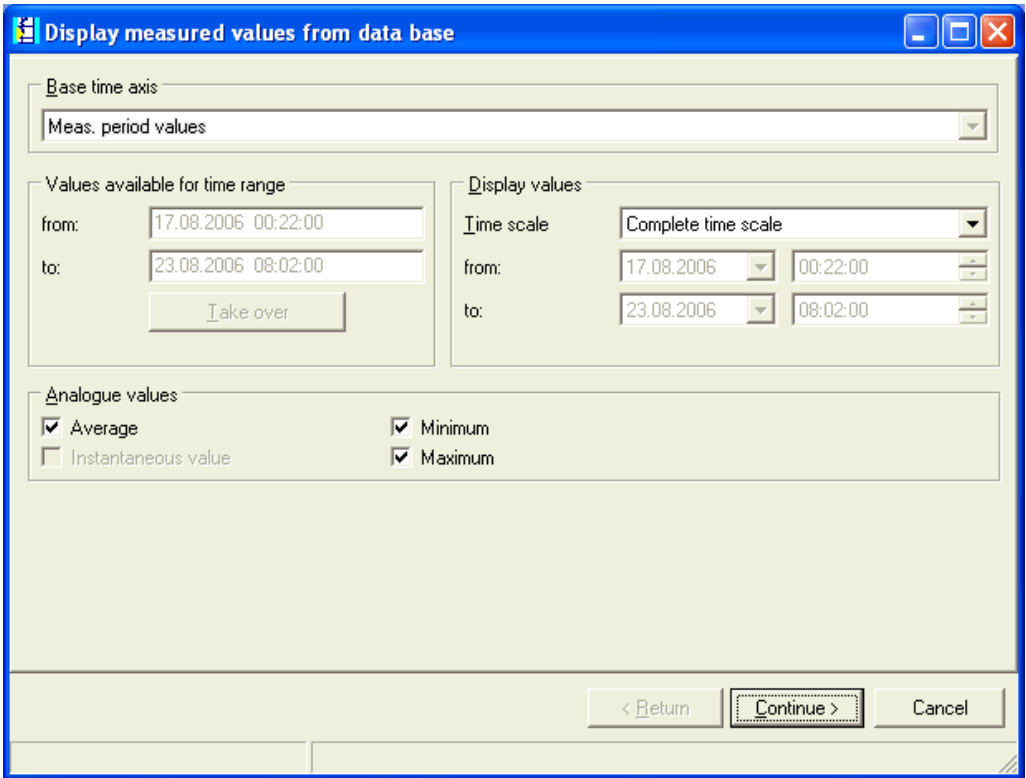 Display measured values from data base
Base time axis
Meas. period values
Values available for time range
from: 17.08.2006 00:22:00
to: 23.08.2006 08:02:00
Take over
Display values
Time scale Complete time scale
from: 17.08.2006 00:22:00
to: 23.08.2006 08:02:00
Analogue values
Average Minimum
Instantaneous value Maximum
< Return Continue > Cancel